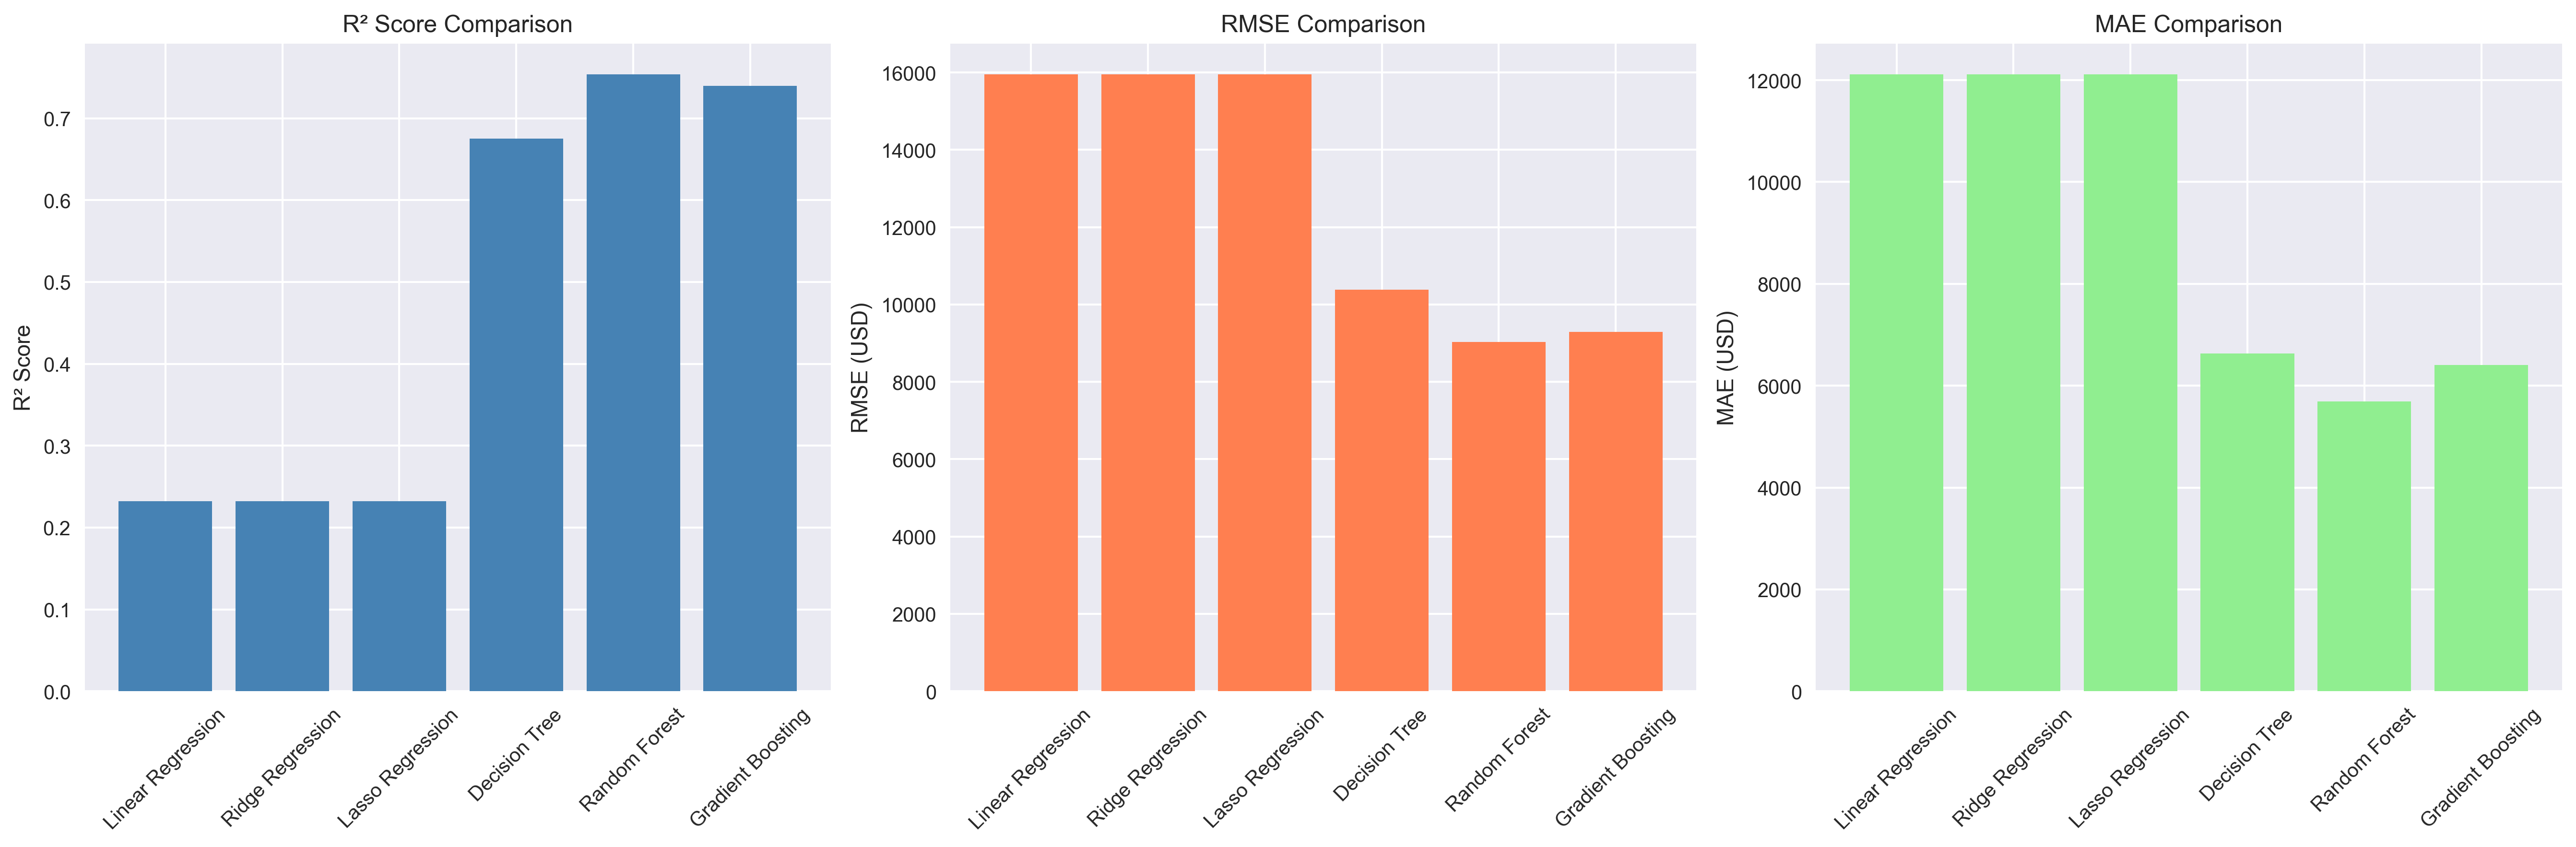 R² Score Comparison
R² Score
0.7
0.6
0.5
0.4
0.3
0.2
0.1
0.0
Linear Regression
Ridge Regression
Lasso Regression
Decision Tree
Random Forest
Gradient Boosting
RMSE Comparison
RMSE (USD)
16000
14000
12000
10000
8000
6000
4000
2000
0
Linear Regression
Ridge Regression
Lasso Regression
Decision Tree
Random Forest
Gradient Boosting
MAE Comparison
MAE (USD)
12000
10000
8000
6000
4000
2000
0
Linear Regression
Ridge Regression
Lasso Regression
Decision Tree
Random Forest
Gradient Boosting